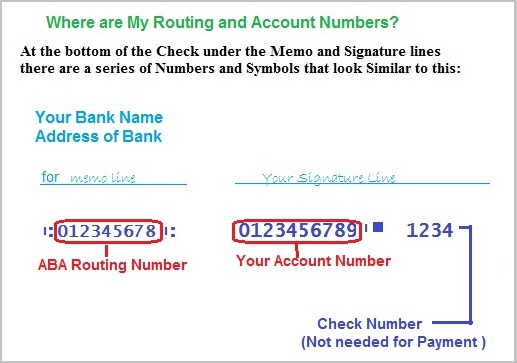 Where are My Routing and Account Numbers?
At the bottom of the Check under the Memo and Signature lines
there are a series of Numbers and Symbols that look Similar to this:
Your Bank Name
Address of Bank
for memo line Your Signature Line
⑆012345678⑆ 0123456789⑈ 1234
ABA Routing Number Your Account Number
Check Number
(Not needed for Payment )